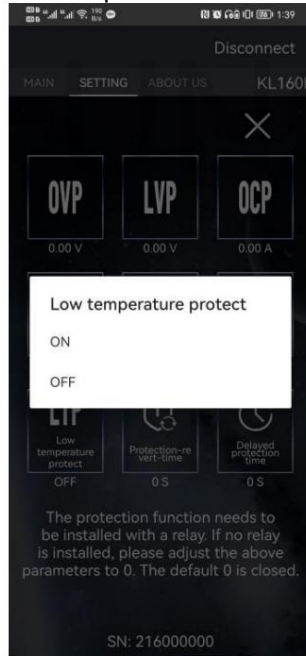 190
B/s
1:39
Disconnect
MAIN SETTING ABOUT US KL160
OVP LVP OCP
0.00 V 0.00 V 0.00 A
Low temperature protect
ON
OFF
LTP
Low
temperature
protect
Protection-re
vert-time
Delayed
protection
time
OFF 0 S 0 S
The protection function needs to
be installed with a relay. If no relay
is installed, please adjust the above
parameters to 0. The default 0 is closed.
SN: 216000000